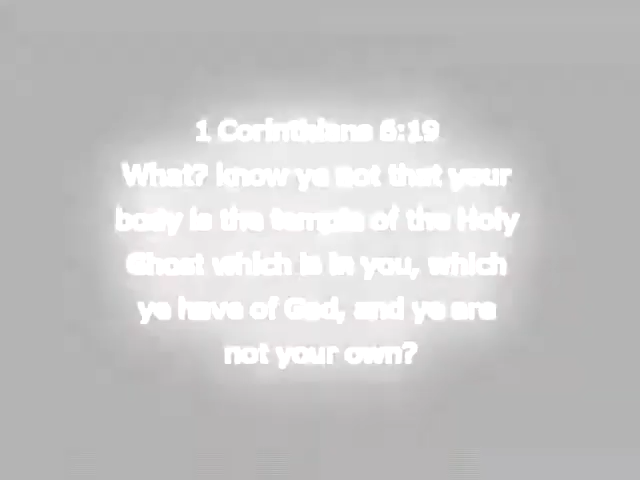 1 Corinthians 6:19
What? know ye not that your
body is the temple of the Holy
Ghost which is in you, which
ye have of God, and ye are
not your own?